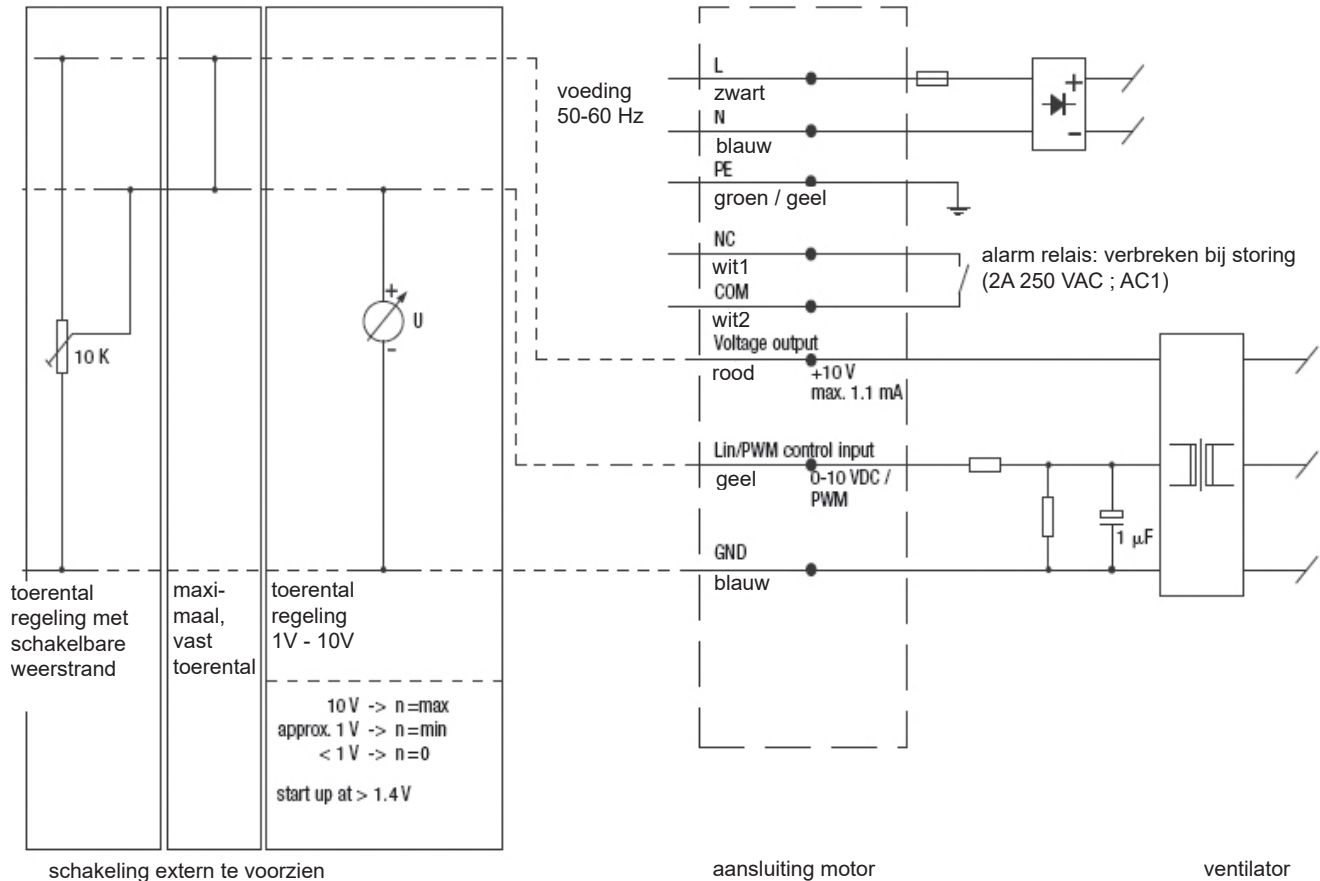 voeding
50-60 Hz
L
zwart
N
blauw
PE
groen / geel
NC
wit1
COM
wit2
Voltage output
rood
+10 V
max. 1.1 mA
Lin/PWM control input
geel
0-10 VDC /
PWM
GND
blauw
+
-
alarm relais: verbreken bij storing
(2A 250 VAC ; AC1)
1 µF
10 K
+
U
-
toerental
regeling met
schakelbare
weerstrand
maxi-
maal,
vast
toerental
toerental
regeling
1V - 10V
10 V -> n=max
approx. 1 V -> n=min
< 1 V -> n=0
start up at > 1.4 V
schakeling extern te voorzien
aansluiting motor
ventilator